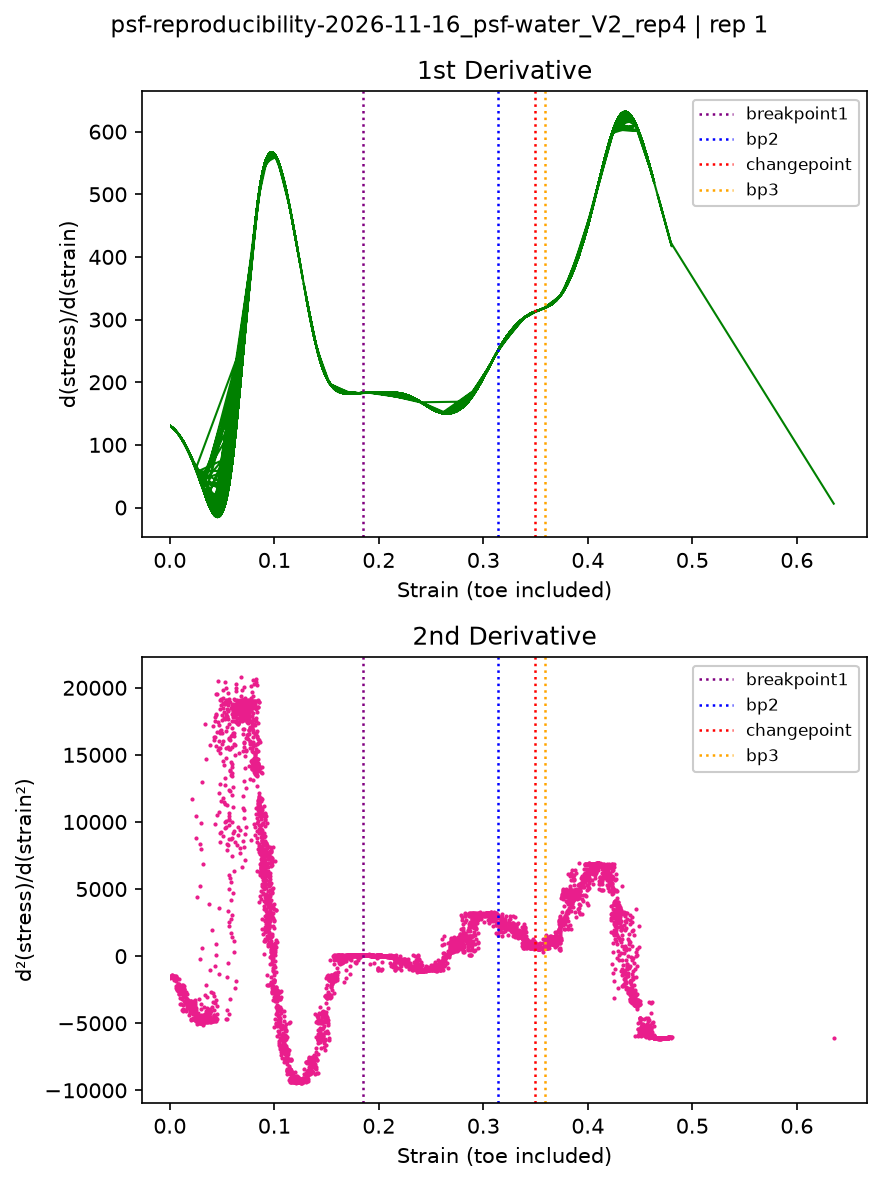 psf-reproducibility-2026-11-16_psf-water_V2_rep4 | rep 1
1st Derivative
breakpoint1
bp2
changepoint
bp3
d(stress)/d(strain)
600
500
400
300
200
100
0
0.0 0.1 0.2 0.3 0.4 0.5 0.6
Strain (toe included)
2nd Derivative
breakpoint1
bp2
changepoint
bp3
d²(stress)/d(strain²)
20000
15000
10000
5000
0
−5000
−10000
0.0 0.1 0.2 0.3 0.4 0.5 0.6
Strain (toe included)